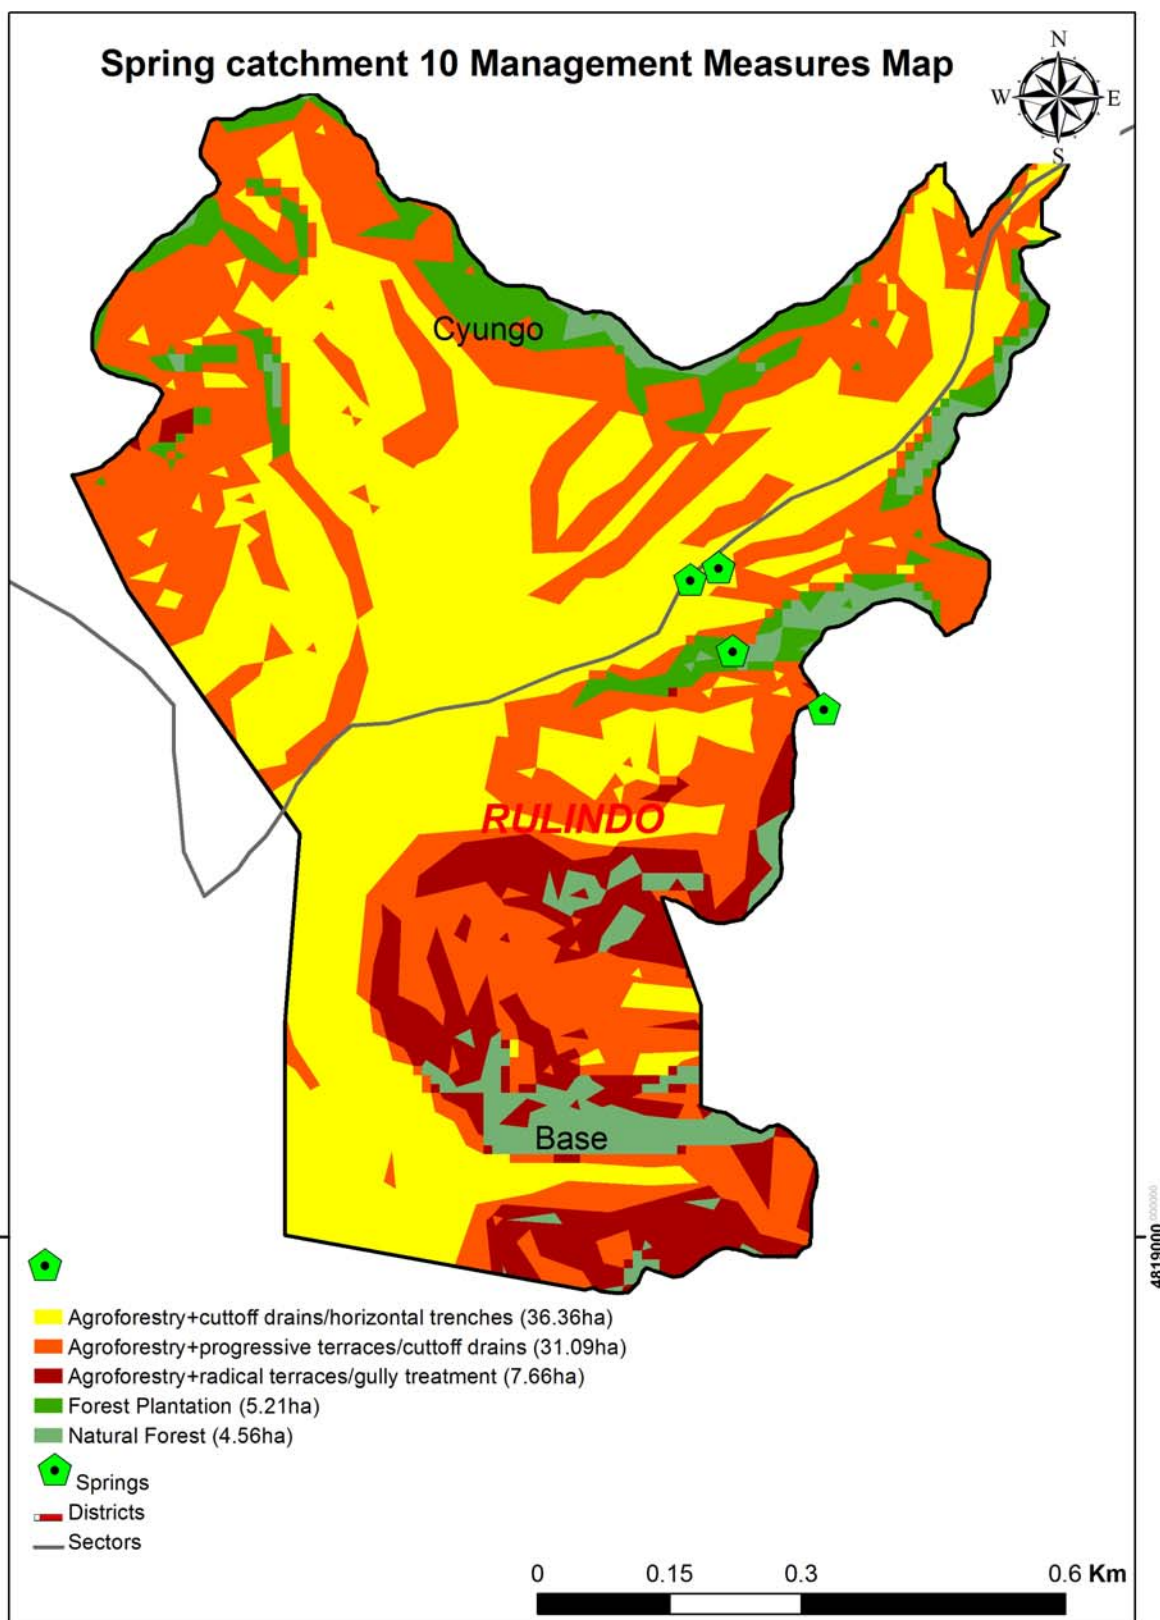 Spring catchment 10 Management Measures Map
N
W E
S
Cyungo
RULINDO
Base
4819000
.000000
Agroforestry+cuttoff drains/horizontal trenches (36.36ha)
Agroforestry+progressive terraces/cuttoff drains (31.09ha)
Agroforestry+radical terraces/gully treatment (7.66ha)
Forest Plantation (5.21ha)
Natural Forest (4.56ha)
Springs
Districts
Sectors
0 0.15 0.3 0.6 Km